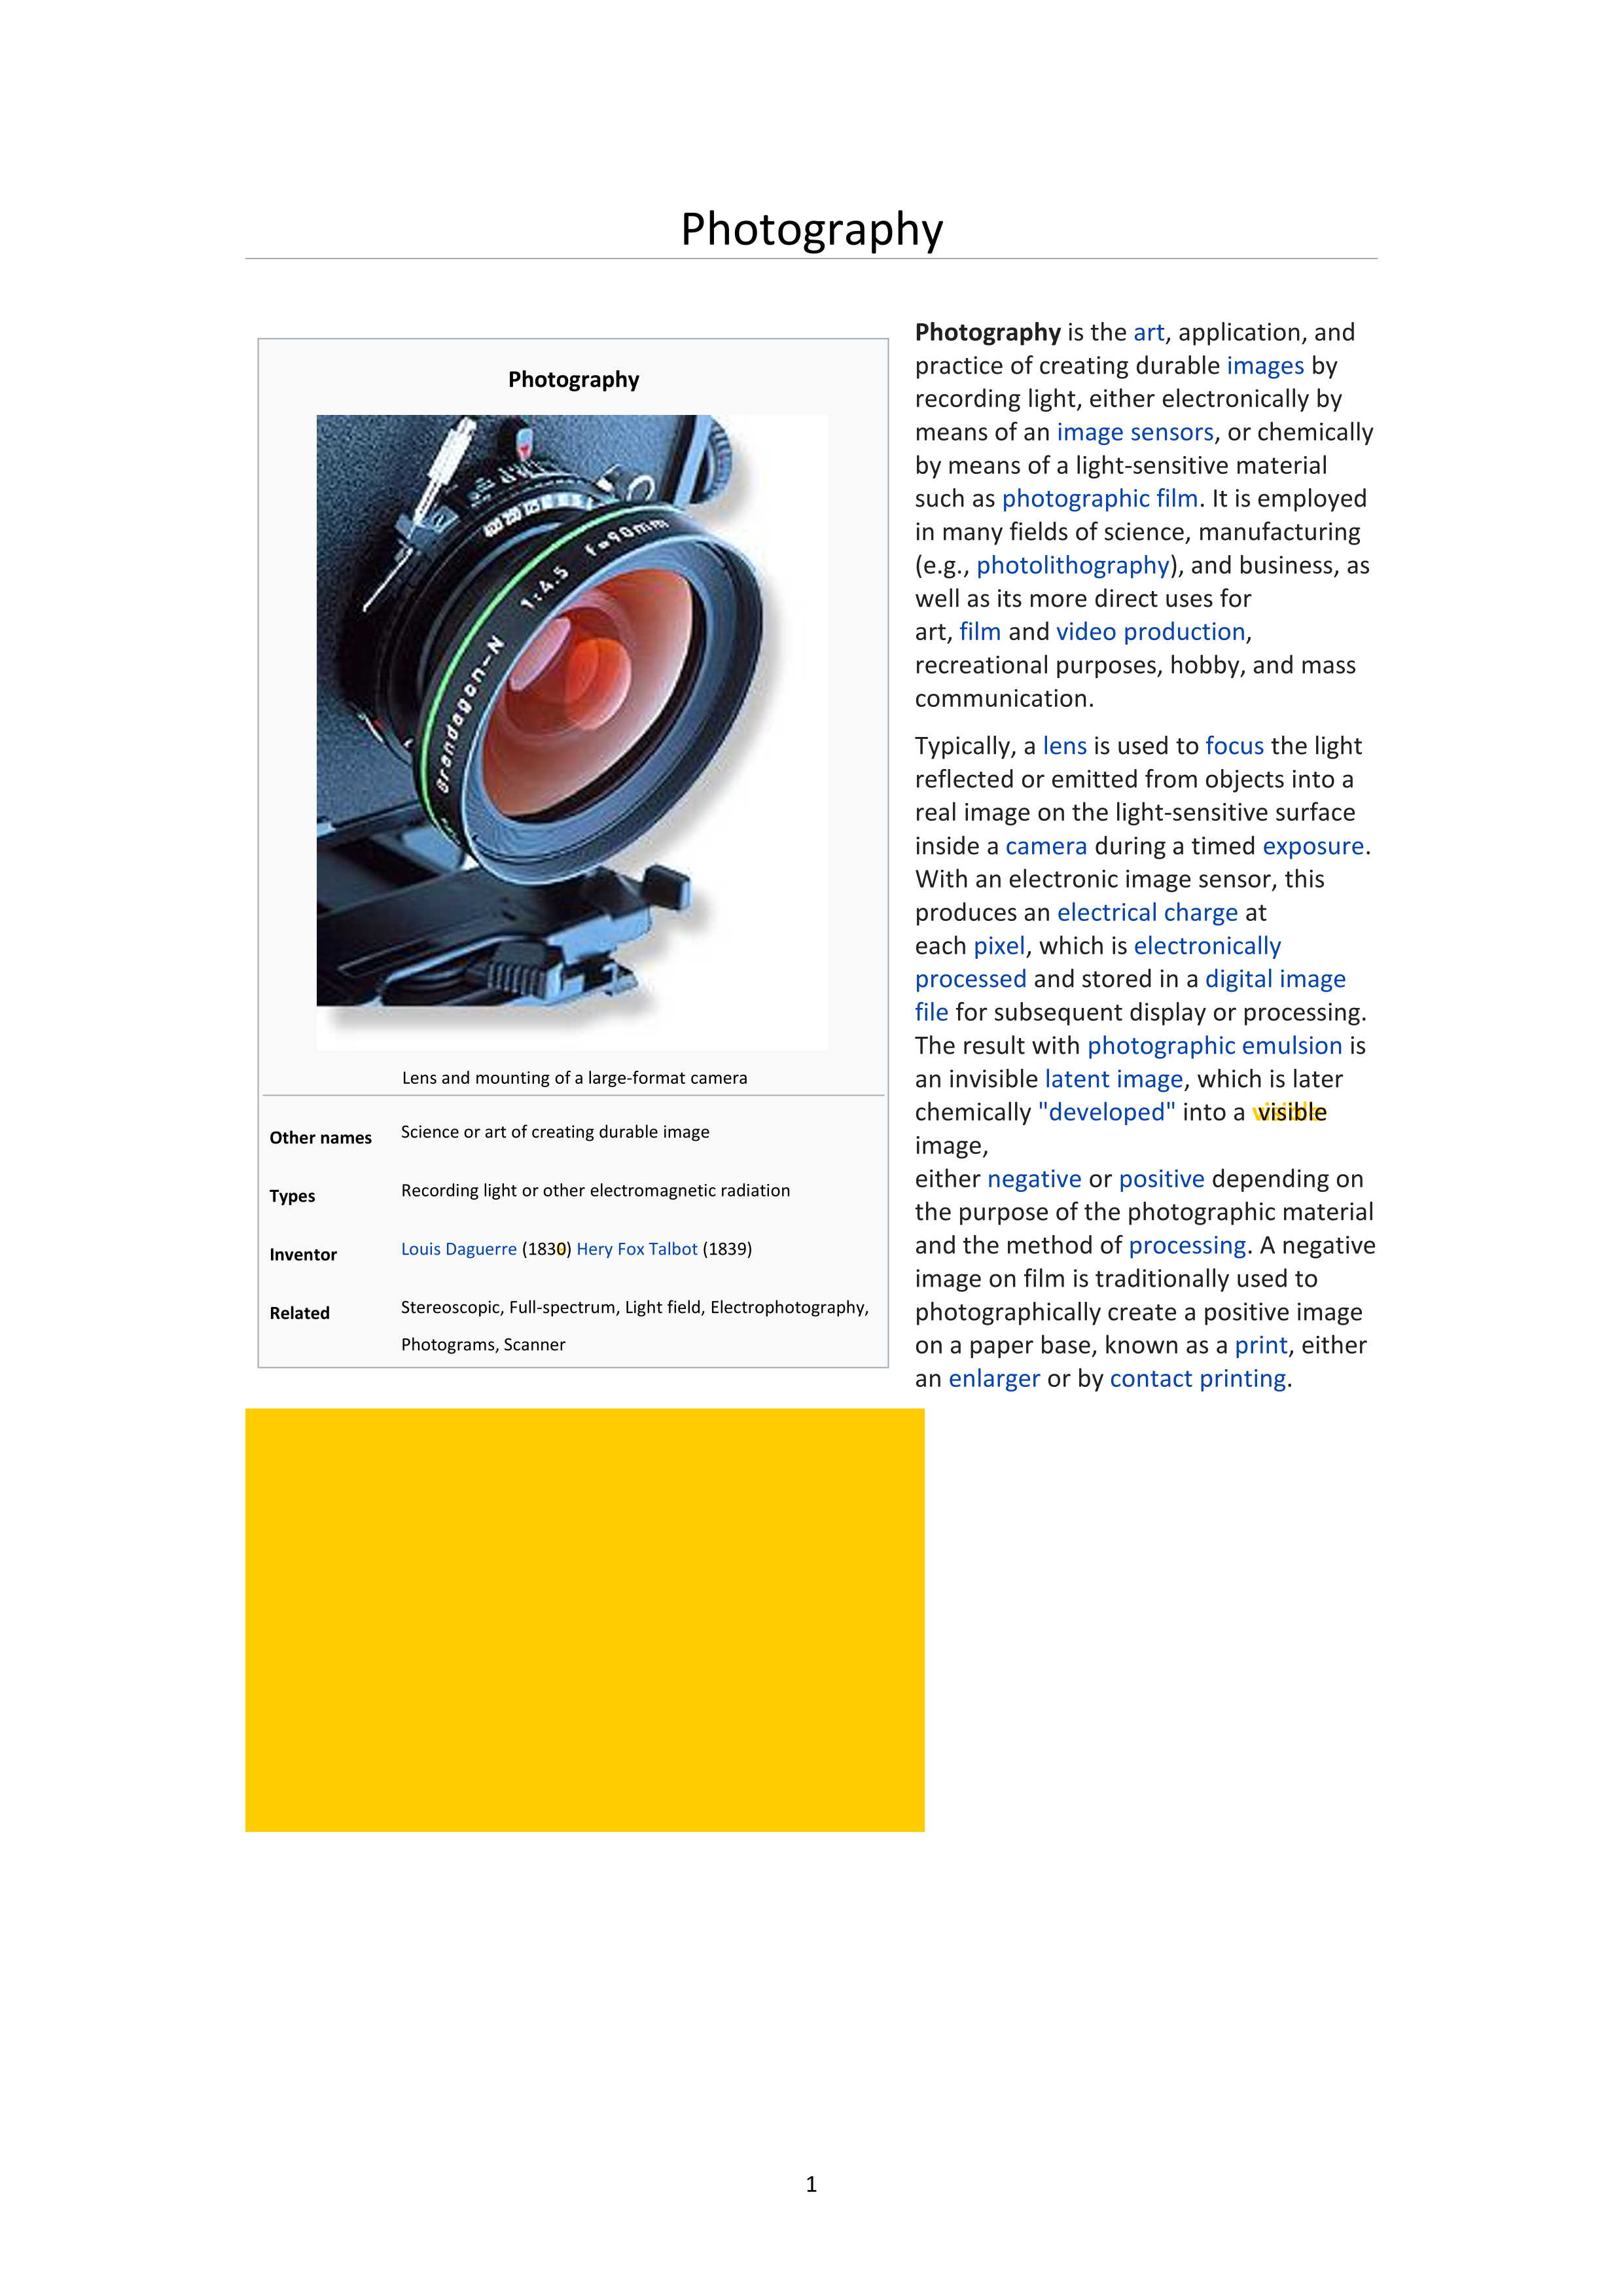 Photography
Photography
400 250 125
Grandagon-N 1:4.5 f=90mm
Lens and mounting of a large-format camera
Other names Science or art of creating durable image
Types Recording light or other electromagnetic radiation
Inventor Louis Daguerre (1830) Hery Fox Talbot (1839)
Related Stereoscopic, Full-spectrum, Light field, Electrophotography,
Photograms, Scanner
Photography is the art, application, and
practice of creating durable images by
recording light, either electronically by
means of an image sensors, or chemically
by means of a light-sensitive material
such as photographic film. It is employed
in many fields of science, manufacturing
(e.g., photolithography), and business, as
well as its more direct uses for
art, film and video production,
recreational purposes, hobby, and mass
communication.
Typically, a lens is used to focus the light
reflected or emitted from objects into a
real image on the light-sensitive surface
inside a camera during a timed exposure.
With an electronic image sensor, this
produces an electrical charge at
each pixel, which is electronically
processed and stored in a digital image
file for subsequent display or processing.
The result with photographic emulsion is
an invisible latent image, which is later
chemically "developed" into a visible
image,
either negative or positive depending on
the purpose of the photographic material
and the method of processing. A negative
image on film is traditionally used to
photographically create a positive image
on a paper base, known as a print, either
an enlarger or by contact printing.
1